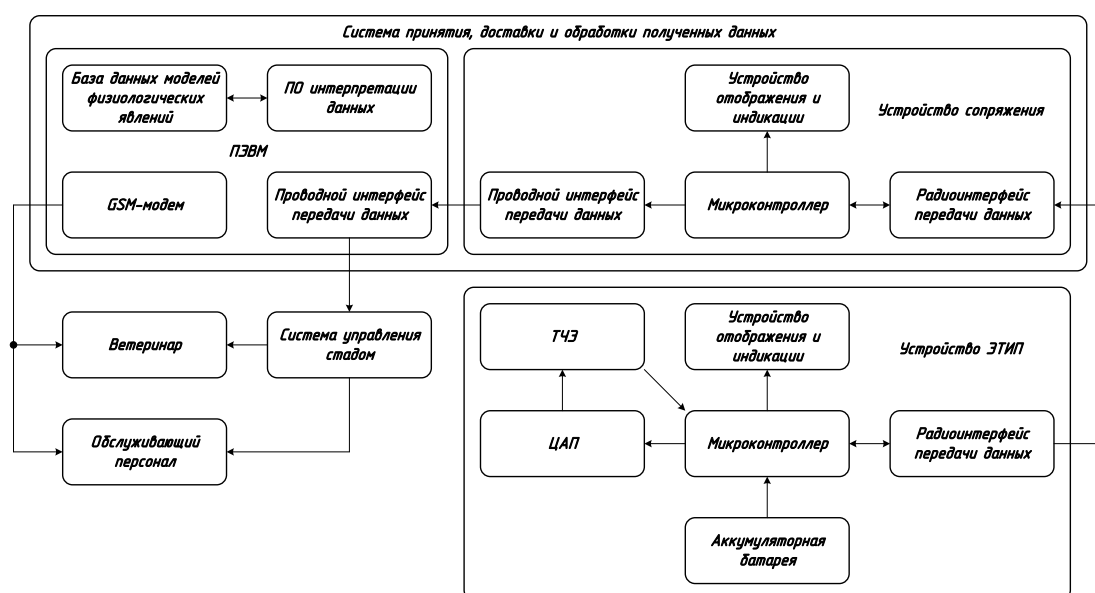 Система принятия, доставки и обработки полученных данных
База данных моделей
физиологических
явлений
ПО интерпретации
данных
ПЭВМ
GSM-модем
Проводной интерфейс
передачи данных
Устройство
отображения и
индикации
Устройство сопряжения
Проводной интерфейс
передачи данных
Микроконтроллер
Радиоинтерфейс
передачи данных
Ветеринар
Система управления
стадом
Обслуживающий
персонал
ТЧЭ
Устройство
отображения и
индикации
Устройство ЭТИП
ЦАП
Микроконтроллер
Радиоинтерфейс
передачи данных
Аккумуляторная
батарея